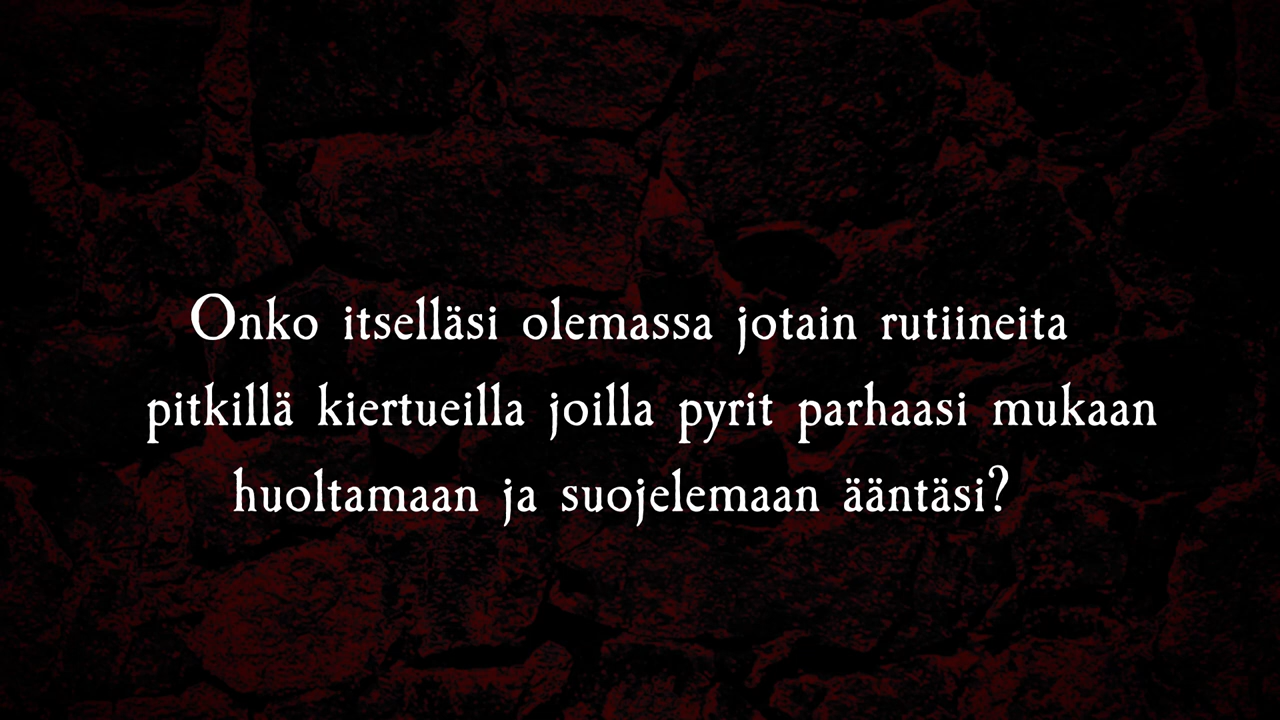 Onko itselläsi olemassa jotain rutiineita
pitkillä kiertueilla joilla pyrit parhaasi mukaan
huoltamaan ja suojelemaan ääntäsi?